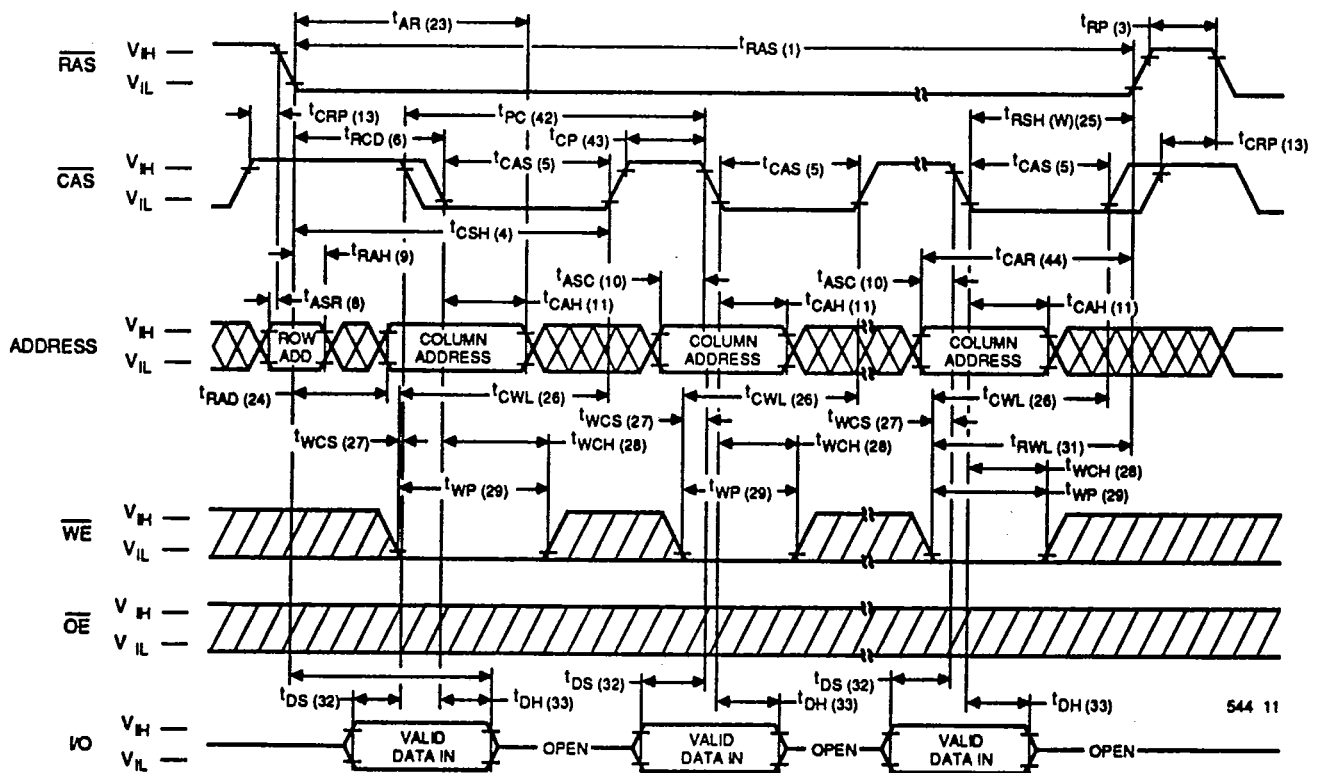 tAR (23)
tRP (3)
tRAS (1)
RAS
VIH
VIL
tCRP (13)
tPC (42)
tRSH (W)(25)
tRCD (6)
tCP (43)
tCRP (13)
tCAS (5)
tCAS (5)
tCAS (5)
CAS
VIH
VIL
tCSH (4)
tRAH (9)
tCAR (44)
tASC (10)
tASC (10)
tASR (8)
tCAH (11)
tCAH (11)
tCAH (11)
ADDRESS
VIH
VIL
ROW ADD
COLUMN ADDRESS
COLUMN ADDRESS
COLUMN ADDRESS
tRAD (24)
tCWL (26)
tCWL (26)
tCWL (26)
tWCS (27)
tWCS (27)
tWCS (27)
tWCH (28)
tWCH (28)
tRWL (31)
tWCH (28)
tWP (29)
tWP (29)
tWP (29)
WE
VIH
VIL
OE
V IH
V IL
tDS (32)
tDS (32)
tDS (32)
tDH (33)
tDH (33)
tDH (33)
544 11
I/O
VIH
VIL
VALID DATA IN
OPEN
VALID DATA IN
OPEN
VALID DATA IN
OPEN